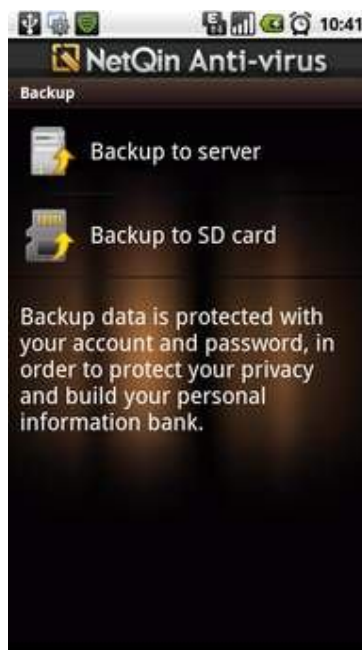 10:41
NetQin Anti-virus
Backup
Backup to server
Backup to SD card
Backup data is protected with
your account and password, in
order to protect your privacy
and build your personal
information bank.